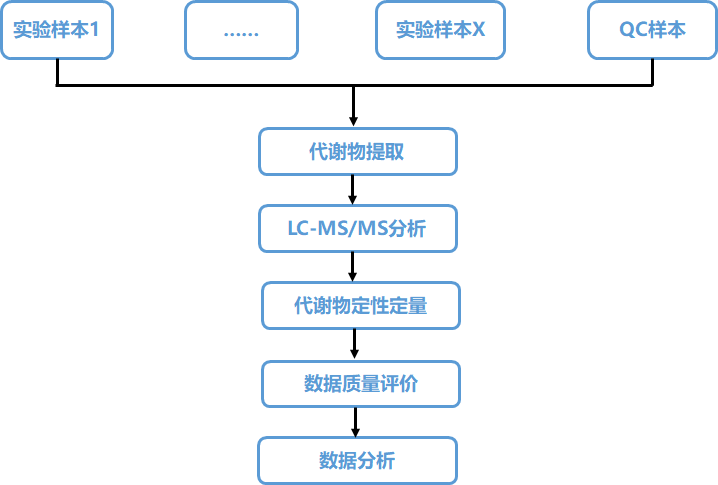 实验样本1
……
实验样本X
QC样本
代谢物提取
LC-MS/MS分析
代谢物定性定量
数据质量评价
数据分析